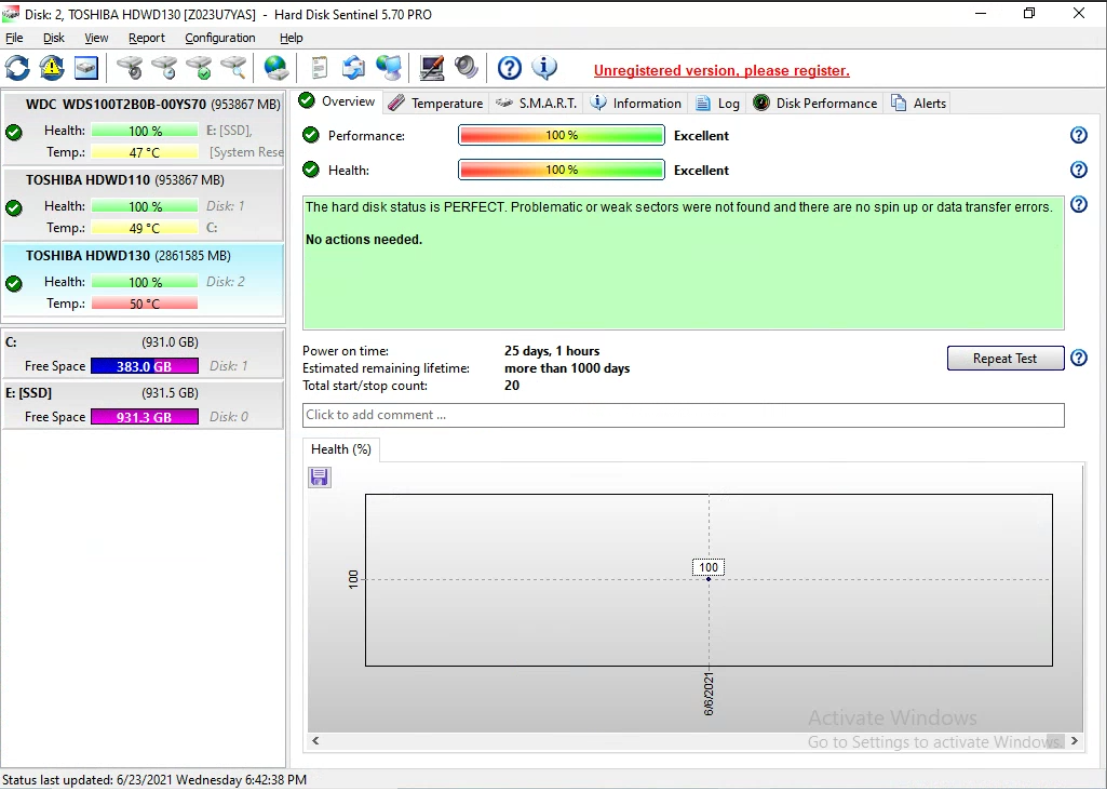 Disk: 2, TOSHIBA HDWD130 [Z023U7YAS] - Hard Disk Sentinel 5.70 PRO
File Disk View Report Configuration Help
Unregistered version, please register.
WDC WDS100T2B0B-00YS70 (953867 MB)
Health: 100 % E: [SSD],
Temp.: 47 °C [System Rese
TOSHIBA HDWD110 (953867 MB)
Health: 100 % Disk: 1
Temp.: 49 °C C:
TOSHIBA HDWD130 (2861585 MB)
Health: 100 % Disk: 2
Temp.: 50 °C
C: (931.0 GB)
Free Space 383.0 GB Disk: 1
E: [SSD] (931.5 GB)
Free Space 931.3 GB Disk: 0
Overview Temperature S.M.A.R.T. Information Log Disk Performance Alerts
Performance: 100 % Excellent
Health: 100 % Excellent
The hard disk status is PERFECT. Problematic or weak sectors were not found and there are no spin up or data transfer errors.
No actions needed.
Power on time: 25 days, 1 hours
Estimated remaining lifetime: more than 1000 days
Total start/stop count: 20
Repeat Test
Click to add comment ...
Health (%)
100
100
6/6/2021
Activate Windows
Go to Settings to activate Windows.
Status last updated: 6/23/2021 Wednesday 6:42:38 PM